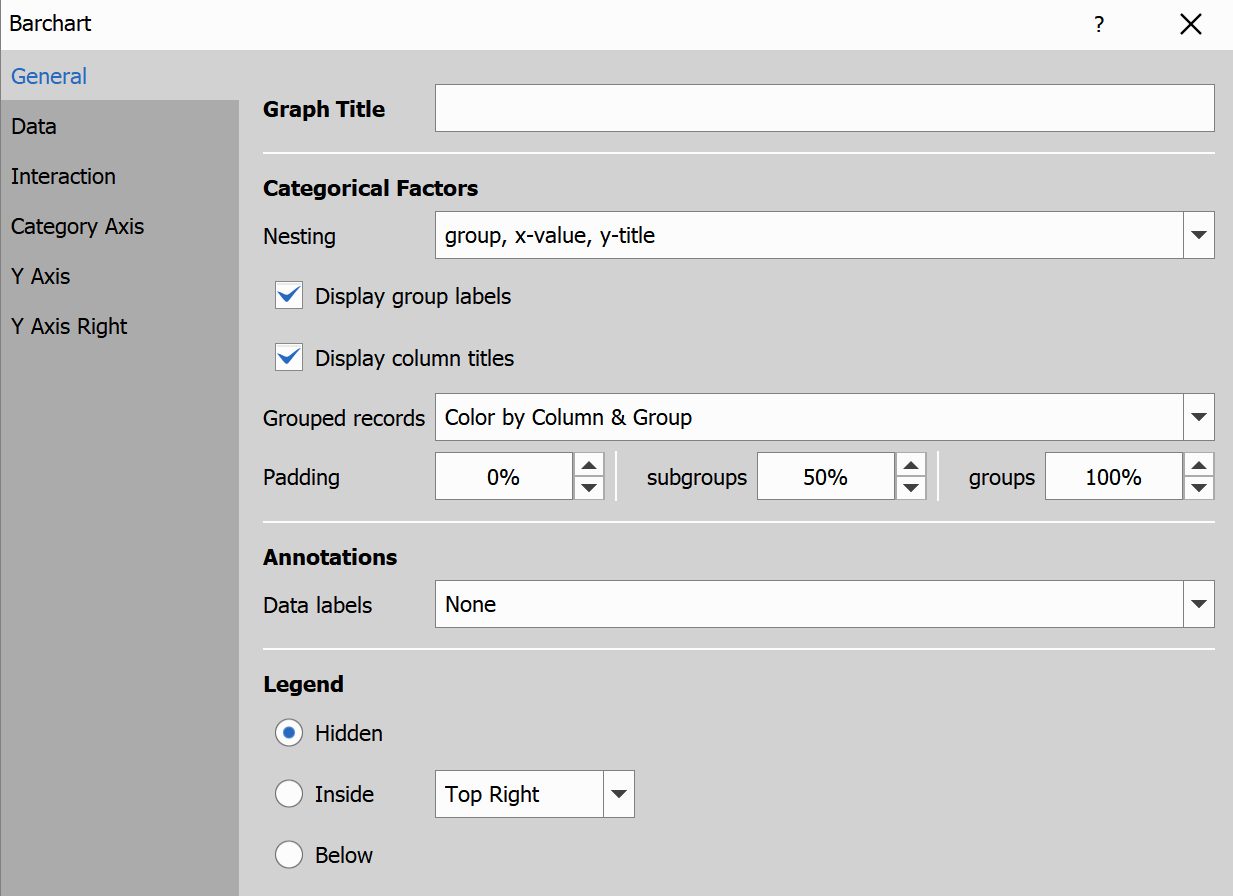 Barchart ?
General
Data
Interaction
Category Axis
Y Axis
Y Axis Right
Graph Title
Categorical Factors
Nesting group, x-value, y-title
Display group labels
Display column titles
Grouped records Color by Column & Group
Padding 0% subgroups 50% groups 100%
Annotations
Data labels None
Legend
Hidden
Inside Top Right
Below